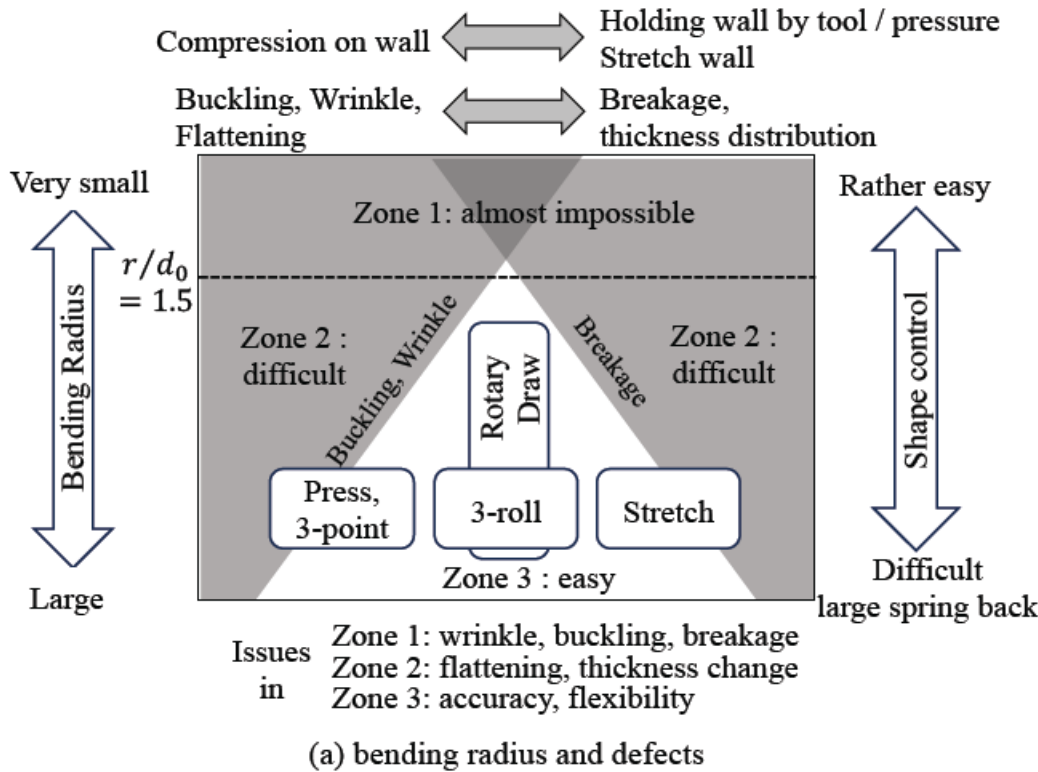 Compression on wall
Holding wall by tool / pressure
Stretch wall
Buckling, Wrinkle,
Flattening
Breakage,
thickness distribution
Very small
Rather easy
Zone 1: almost impossible
r/d₀
= 1.5
Bending Radius
Zone 2 :
difficult
Buckling, Wrinkle
Rotary
Draw
Breakage
Zone 2 :
difficult
Shape control
Press,
3-point
3-roll
Stretch
Zone 3 : easy
Large
Difficult
large spring back
Issues
in
Zone 1: wrinkle, buckling, breakage
Zone 2: flattening, thickness change
Zone 3: accuracy, flexibility
(a) bending radius and defects